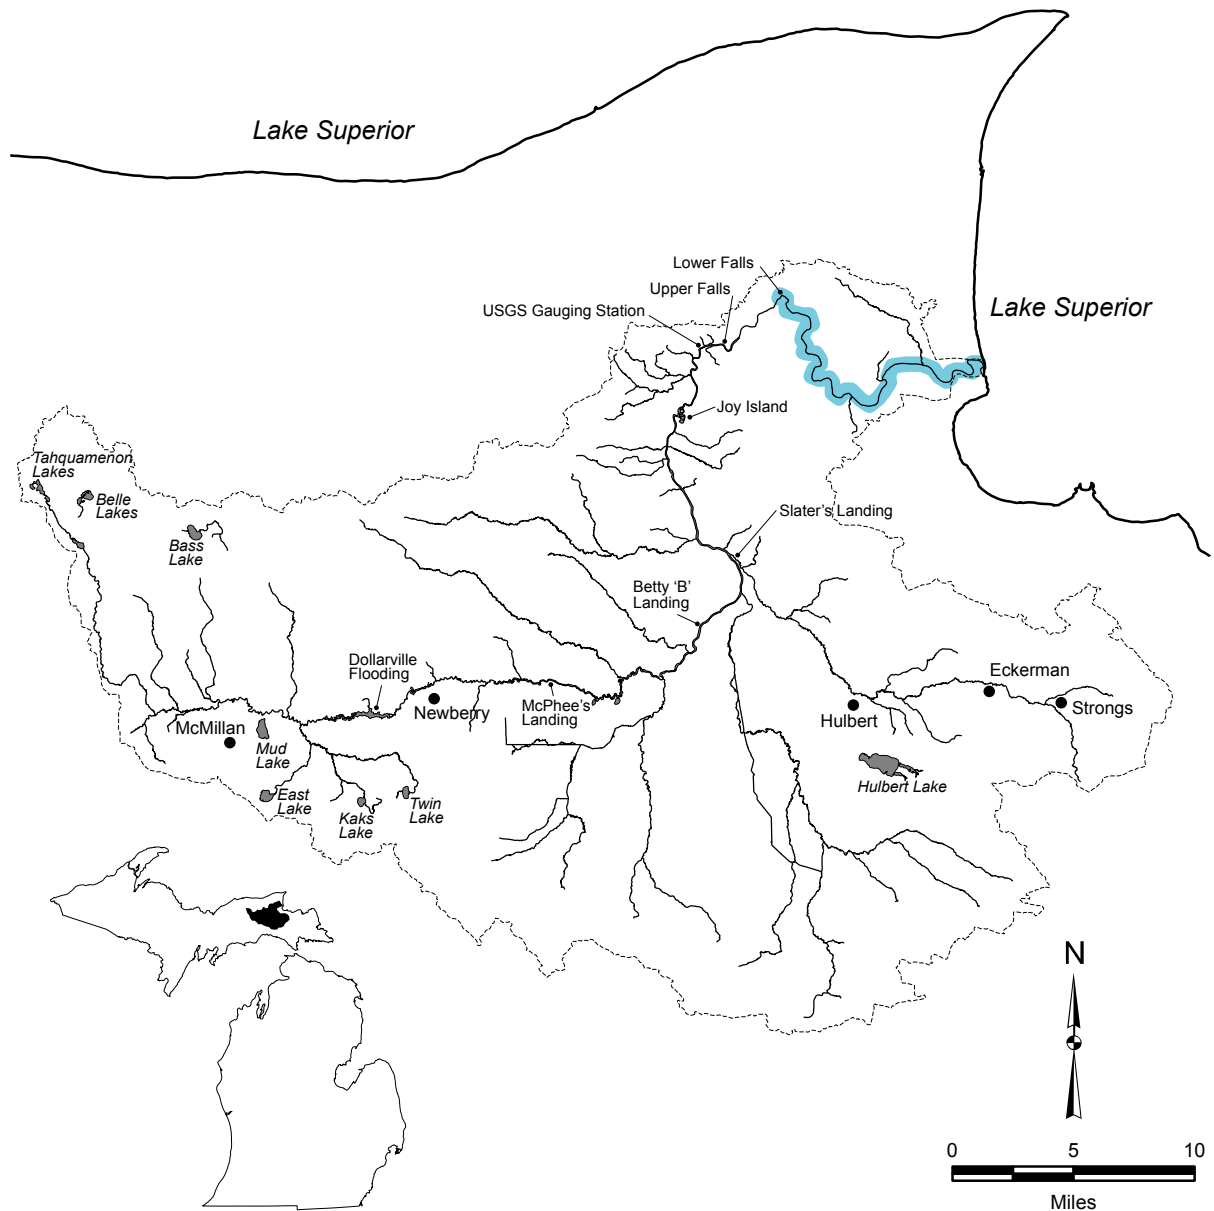 Lake Superior
Lower Falls
Upper Falls
USGS Gauging Station
Lake Superior
Joy Island
Tahquamenon
Lakes
Belle
Lakes
Bass
Lake
Slater's Landing
Betty 'B'
Landing
Dollarville
Flooding
Eckerman
McPhee's
Landing
Newberry
Hulbert
Strongs
McMillan
Mud
Lake
Hulbert Lake
East
Lake
Kaks
Lake
Twin
Lake
N
0 5 10
Miles